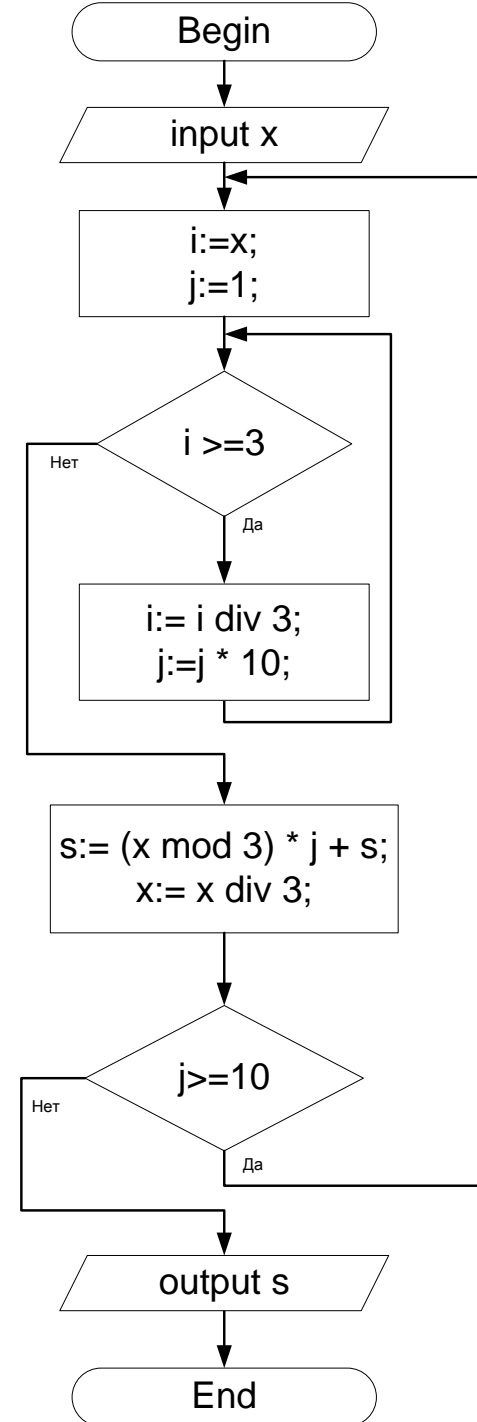 Begin
input x
i:=x;
j:=1;
i >=3
Нет
Да
i:= i div 3;
j:=j * 10;
s:= (x mod 3) * j + s;
x:= x div 3;
j>=10
Нет
Да
output s
End